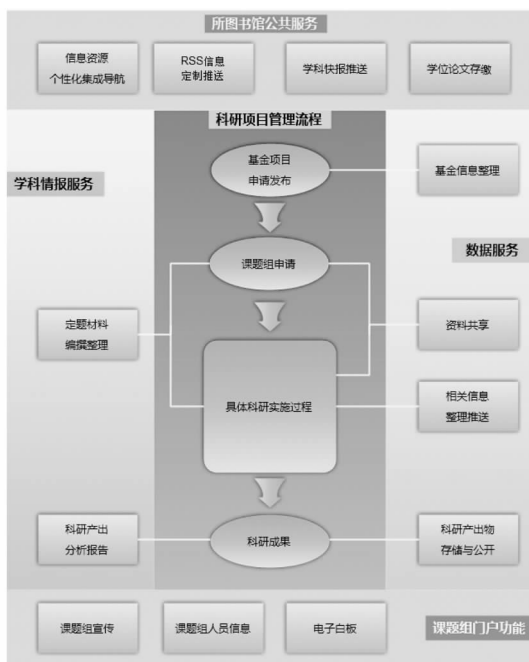 所图书馆公共服务
信息资源
个性化集成导航
RSS信息
定制推送
学科快报推送
学位论文存缴
科研项目管理流程
基金项目
申请发布
基金信息整理
学科情报服务
数据服务
课题组申请
定题材料
编撰整理
资料共享
具体科研实施过程
相关信息
整理推送
科研产出
分析报告
科研成果
科研产出物
存储与公开
课题组宣传
课题组人员信息
电子白板
课题组门户功能